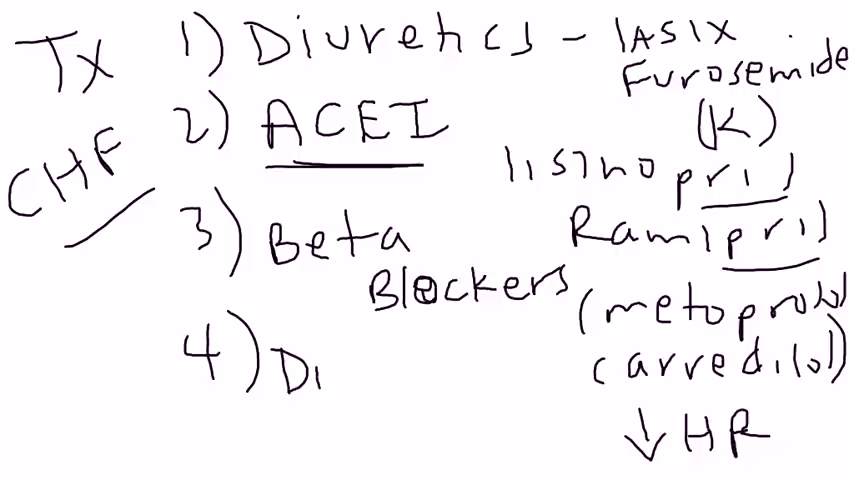 Tx
CHF
1) Diuretics - lASIX
Furosemide
(K)
2) ACEI
lisinopril
Ramipril
3) Beta
Blockers
(metoprolol
carvedilol)
↓ HR
4) Di